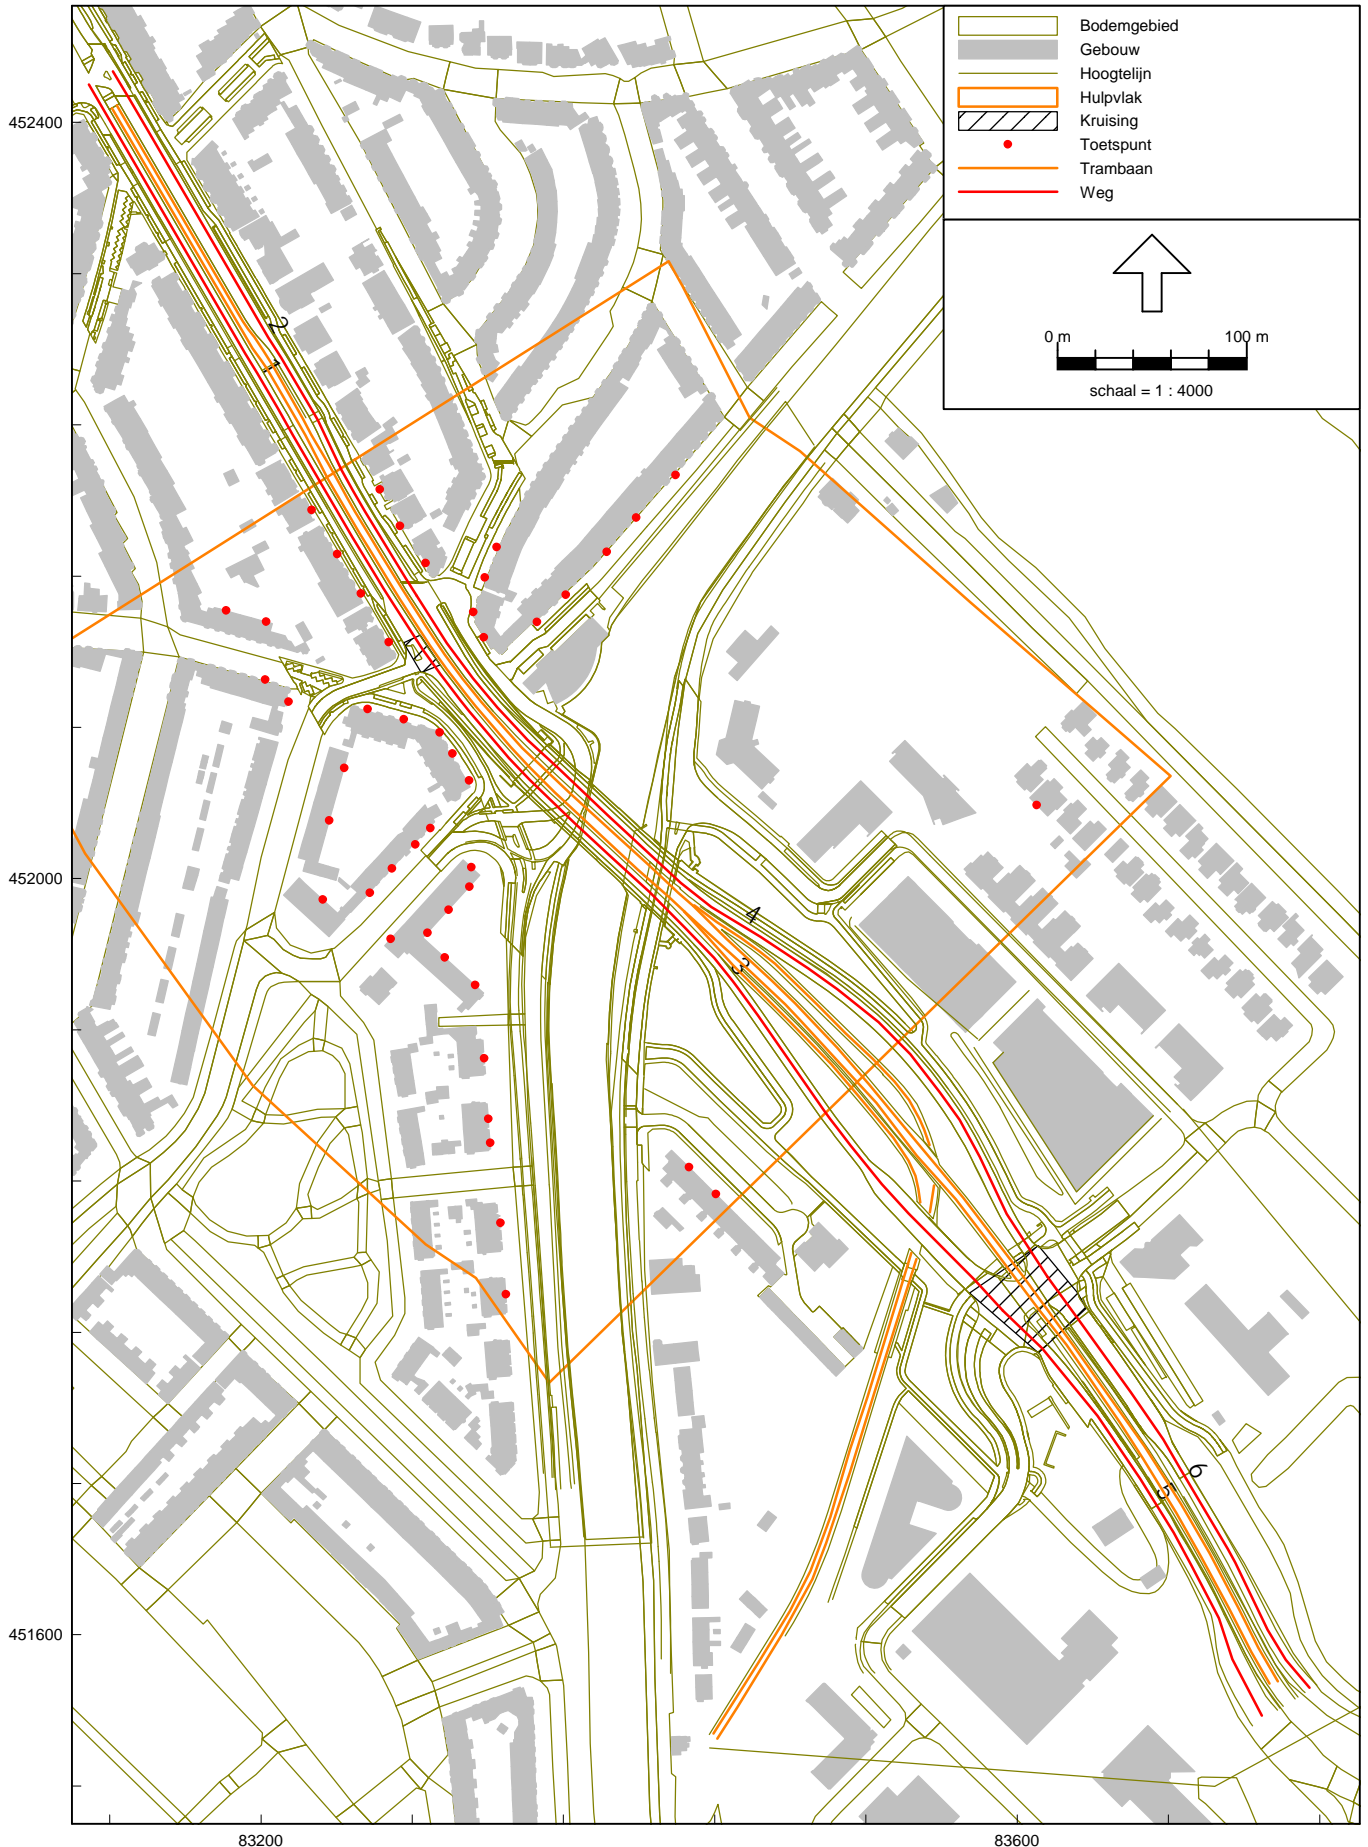 Bodemgebied
Gebouw
Hoogtelijn
Hulpvlak
Kruising
Toetspunt
Trambaan
Weg
0 m 100 m
schaal = 1 : 4000
452400
2
1
452000
4
3
6
5
451600
83200 83600